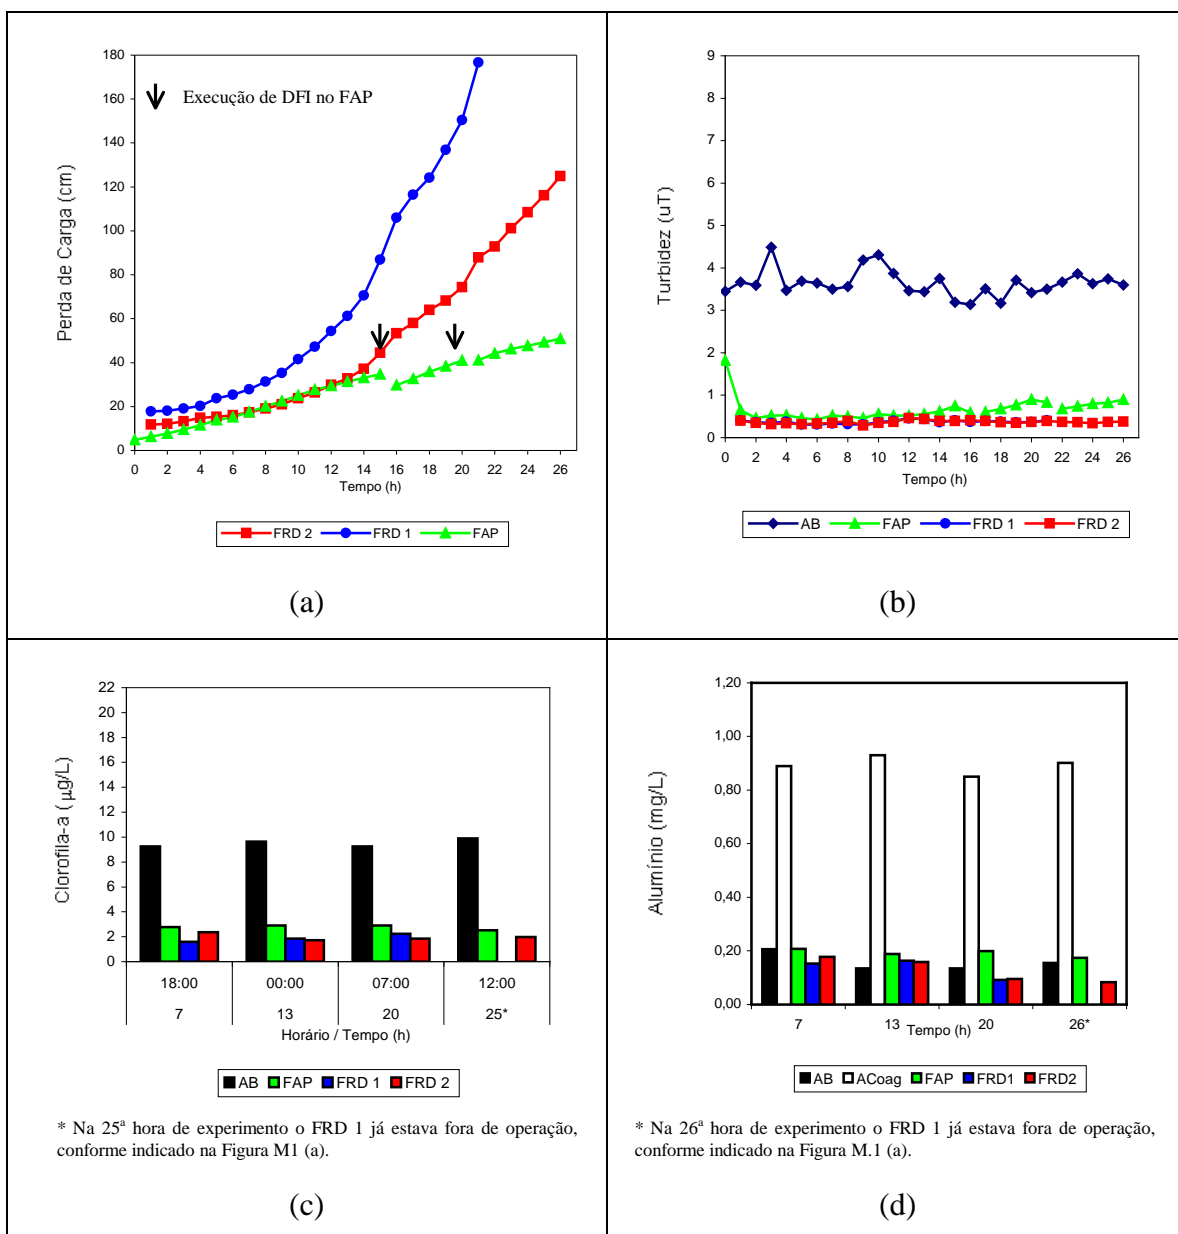 180
160
140
120
100
80
60
40
20
0
Perda de Carga (cm)
Execução de DFI no FAP
0 2 4 6 8 10 12 14 16 18 20 22 24 26
Tempo (h)
FRD 2 FRD 1 FAP
(a)
9
8
7
6
5
4
3
2
1
0
Turbidez (uT)
0 2 4 6 8 10 12 14 16 18 20 22 24 26
Tempo (h)
AB FAP FRD 1 FRD 2
(b)
22
20
18
16
14
12
10
8
6
4
2
0
Clorofila-a (µg/L)
18:00 00:00 07:00 12:00
7 13 20 25*
Horário / Tempo (h)
AB FAP FRD 1 FRD 2
* Na 25ª hora de experimento o FRD 1 já estava fora de operação,
conforme indicado na Figura M1 (a).
(c)
1,20
1,00
0,80
0,60
0,40
0,20
0,00
Alumínio (mg/L)
7 13 20 26*
Tempo (h)
AB ACoag FAP FRD1 FRD2
* Na 26ª hora de experimento o FRD 1 já estava fora de operação,
conforme indicado na Figura M.1 (a).
(d)